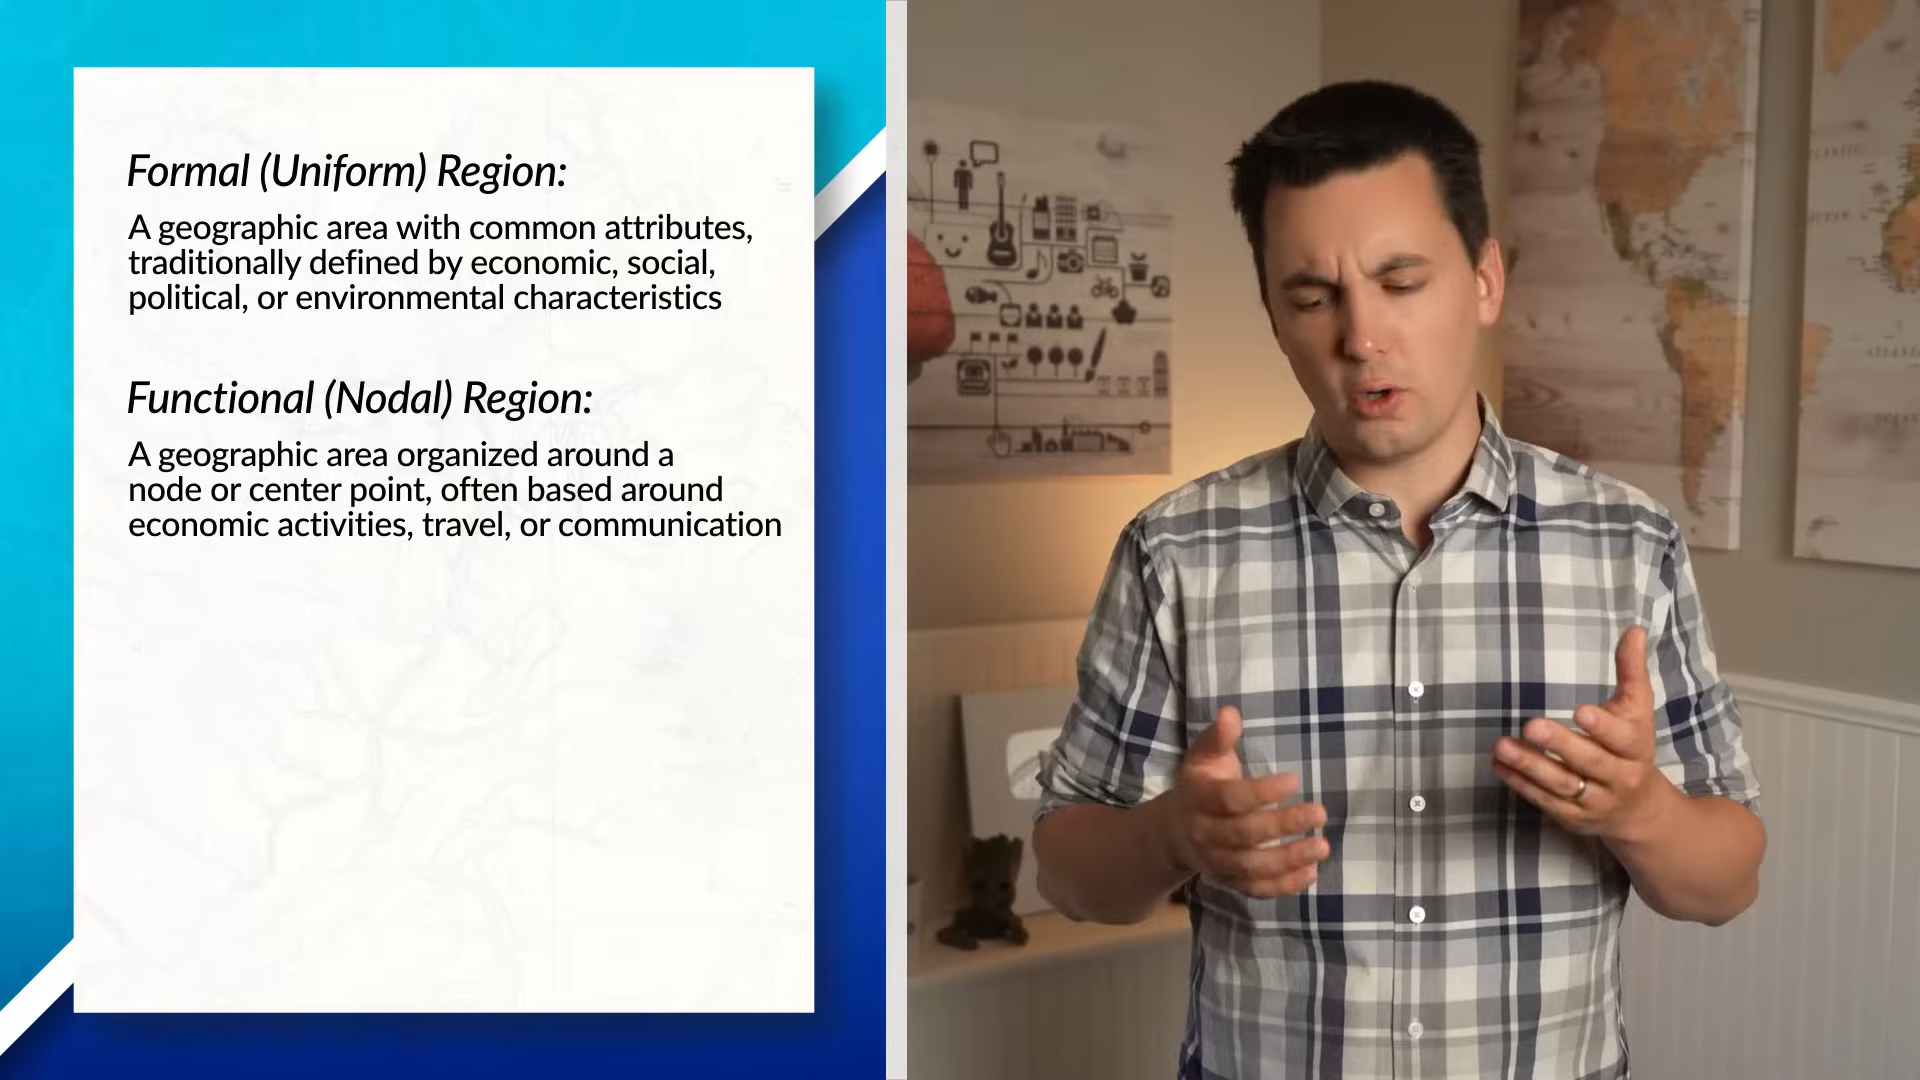 Formal (Uniform) Region:
A geographic area with common attributes,
traditionally defined by economic, social,
political, or environmental characteristics
Functional (Nodal) Region:
A geographic area organized around a
node or center point, often based around
economic activities, travel, or communication